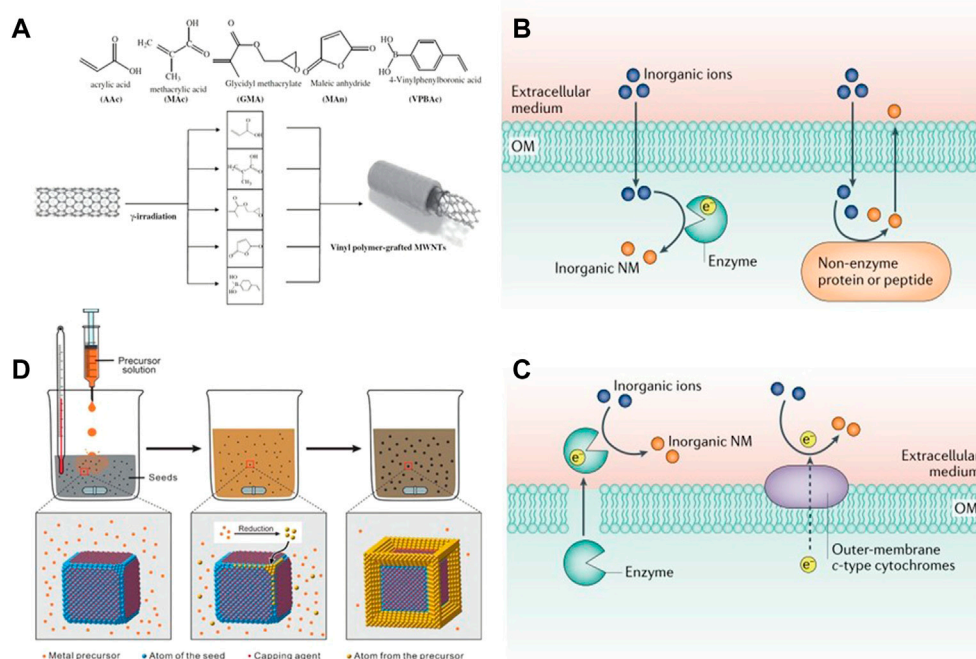 A
OH
H₂C
C
O
CH₃
OH
O
O
O
O
O
O
O
HO
B
HO
acrylic acid
(AAc)
methacrylic acid
(MAc)
Glycidyl methacrylate
(GMA)
Maleic anhydride
(MAn)
4-Vinylphenylboronic acid
(VPBAc)
γ-irradiation
Vinyl polymer-grafted MWNTs
B
Inorganic ions
Extracellular
medium
OM
e⁻
Inorganic NM
Enzyme
Non-enzyme
protein or peptide
D
Precursor
solution
Seeds
Reduction
Metal precursor
Atom of the seed
Capping agent
Atom from the precursor
C
Inorganic ions
Inorganic NM
e⁻
e⁻
Extracellular
medium
OM
Enzyme
e⁻
Outer-membrane
c-type cytochromes